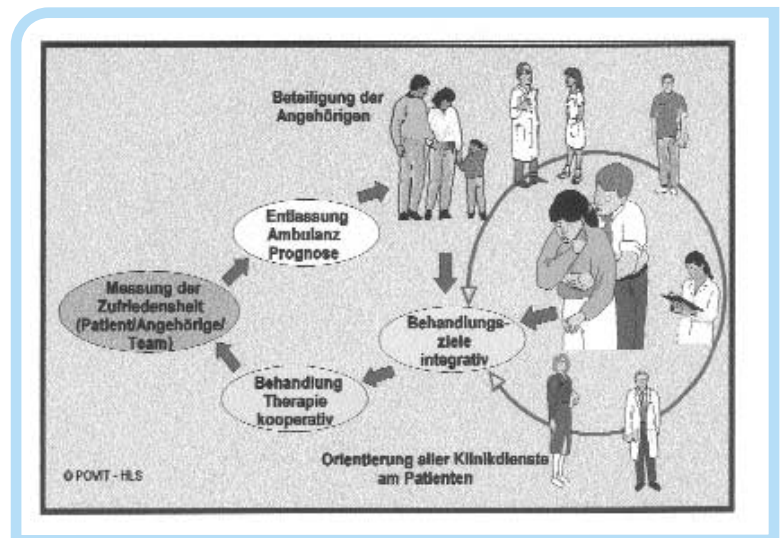 Beteiligung der
Angehörigen
Entlassung
Ambulanz
Prognose
Messung der
Zufriedensheit
(Patient/Angehörige/
Team)
Behandlungs-
ziele
integrativ
Behandlung
Therapie
kooperativ
Orientierung aller Klinikdienste
am Patienten
© POVIT - HLS